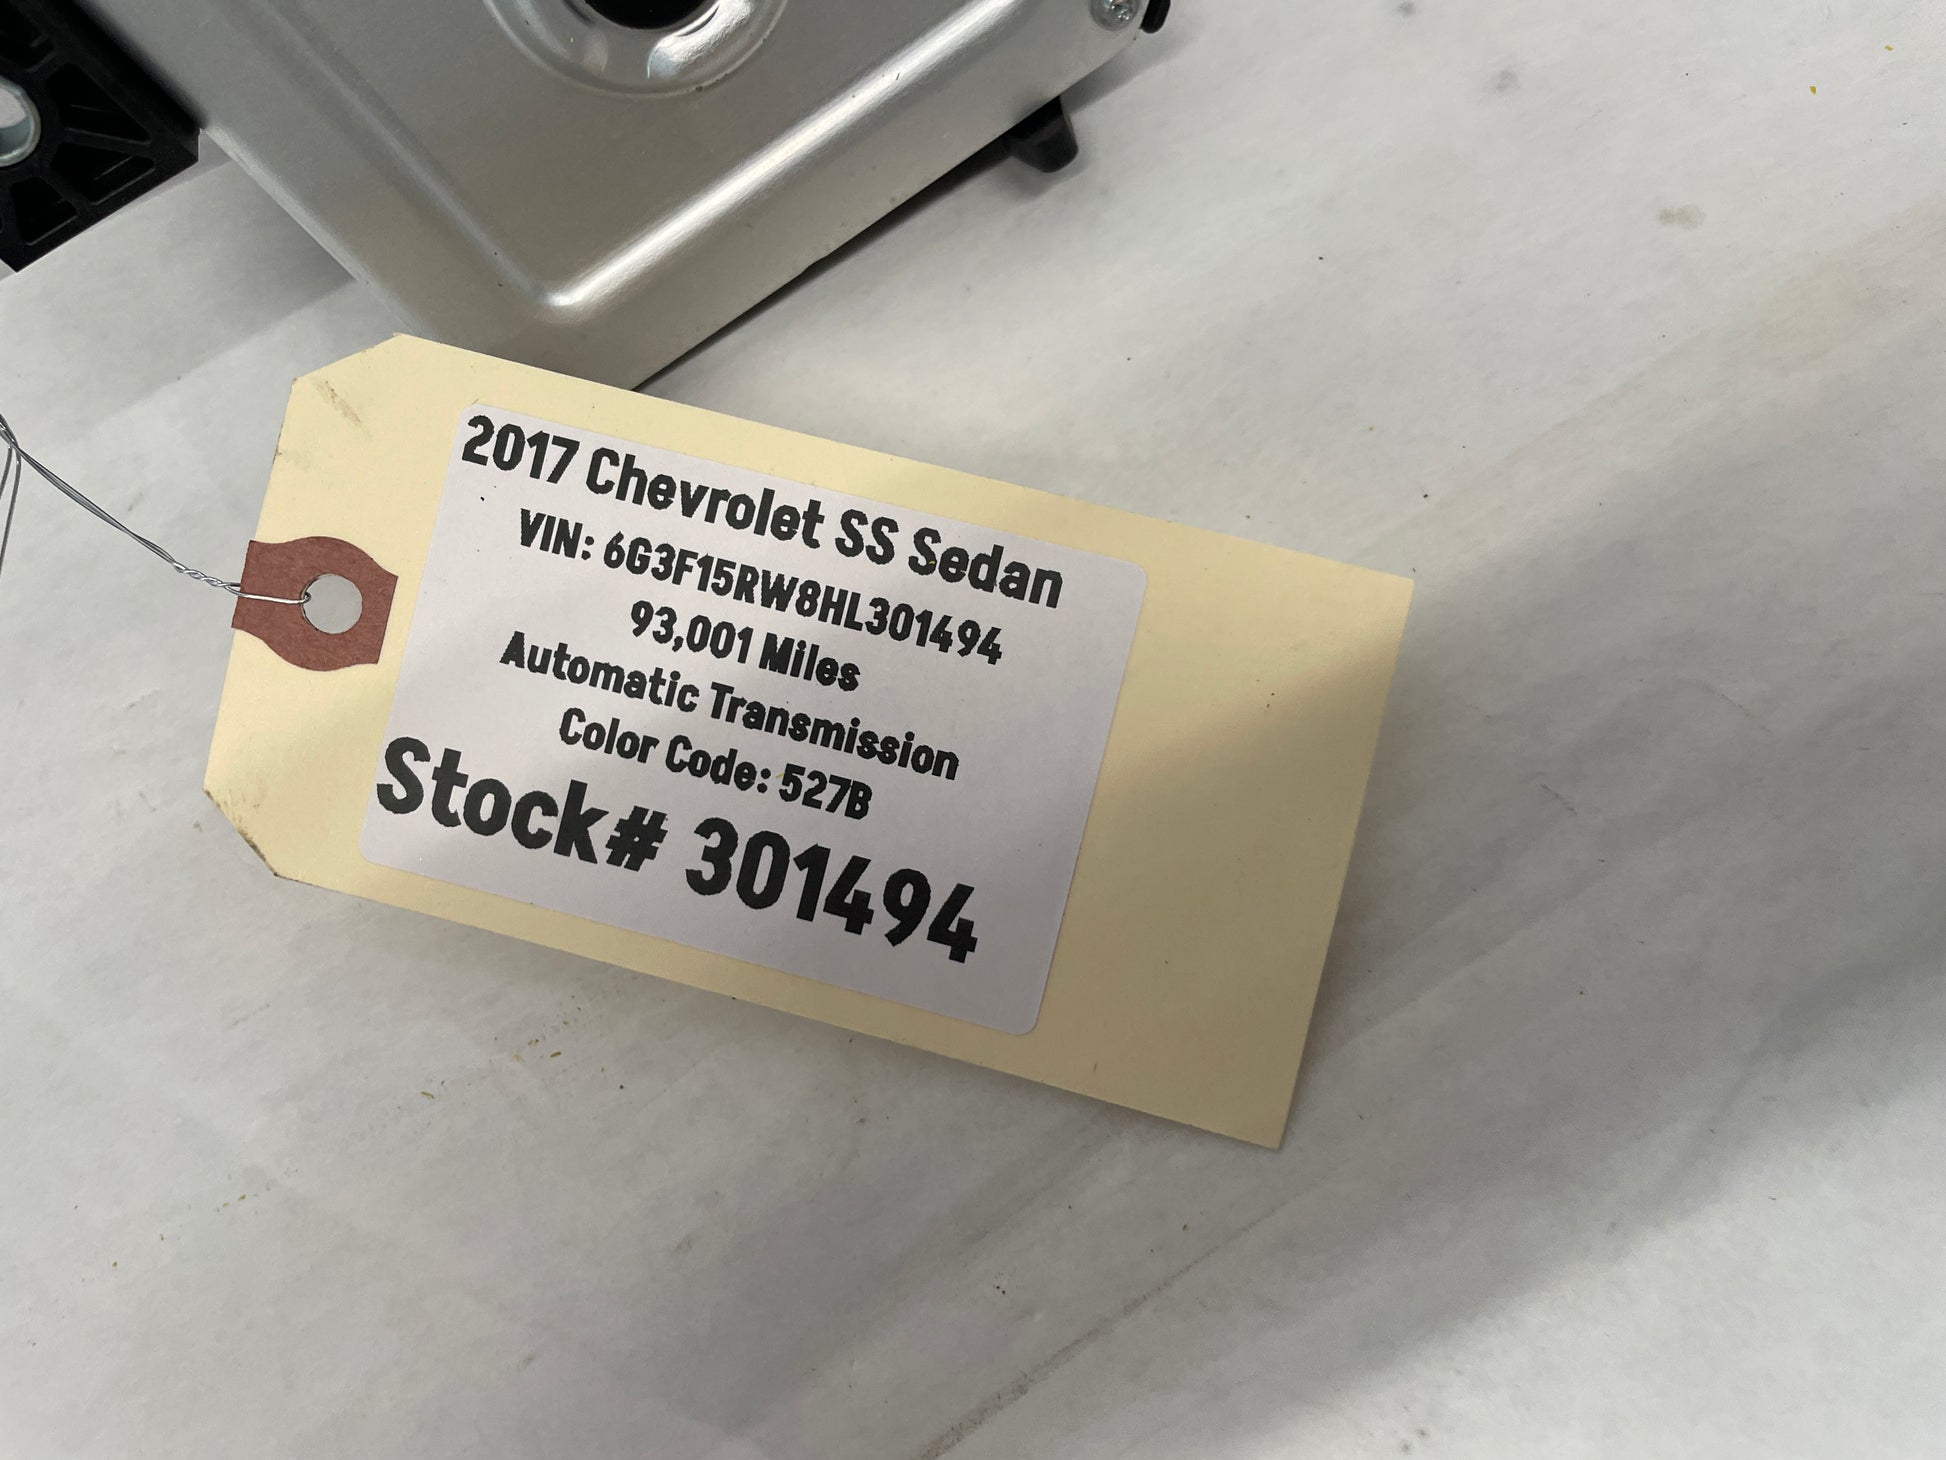 2017 Chevrolet SS Sedan
VIN: 6G3F15RW8HL301494
93,001 Miles
Automatic Transmission
Color Code: 527B
Stock# 301494